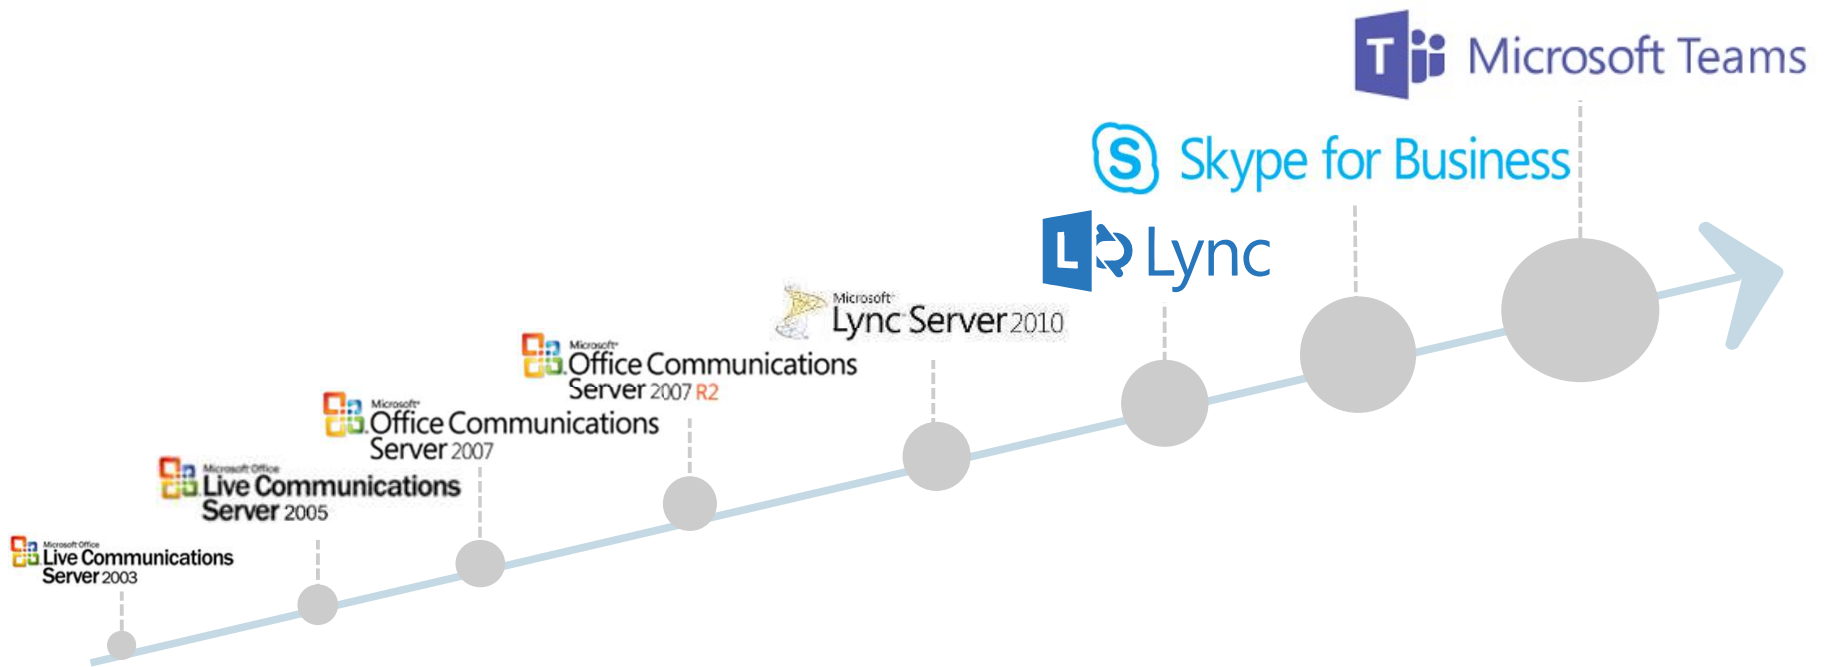 T Microsoft Teams
S Skype for Business
L Lync
Microsoft
Lync Server 2010
Microsoft
Office Communications
Server 2007 R2
Microsoft
Office Communications
Server 2007
Microsoft Office
Live Communications
Server 2005
Microsoft Office
Live Communications
Server 2003